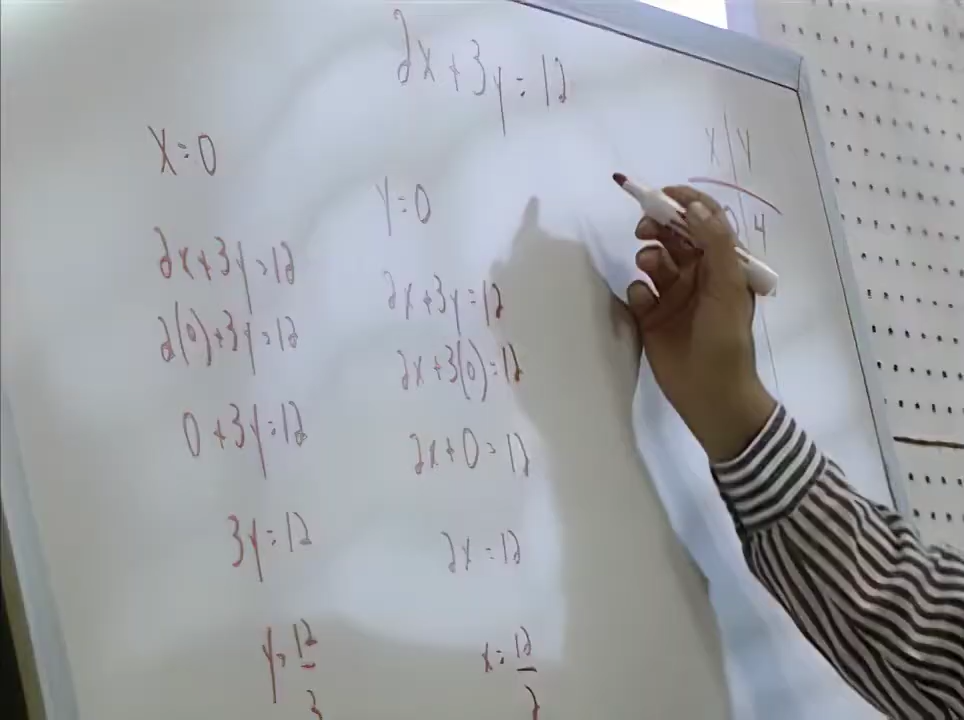 2x+3y=12
x=0
2x+3y=12
2(0)+3y=12
0+3y=12
3y=12
y=12/3
y=0
2x+3y=12
2x+3(0)=12
2x+0=12
2x=12
x=12/2
x|y
0|4